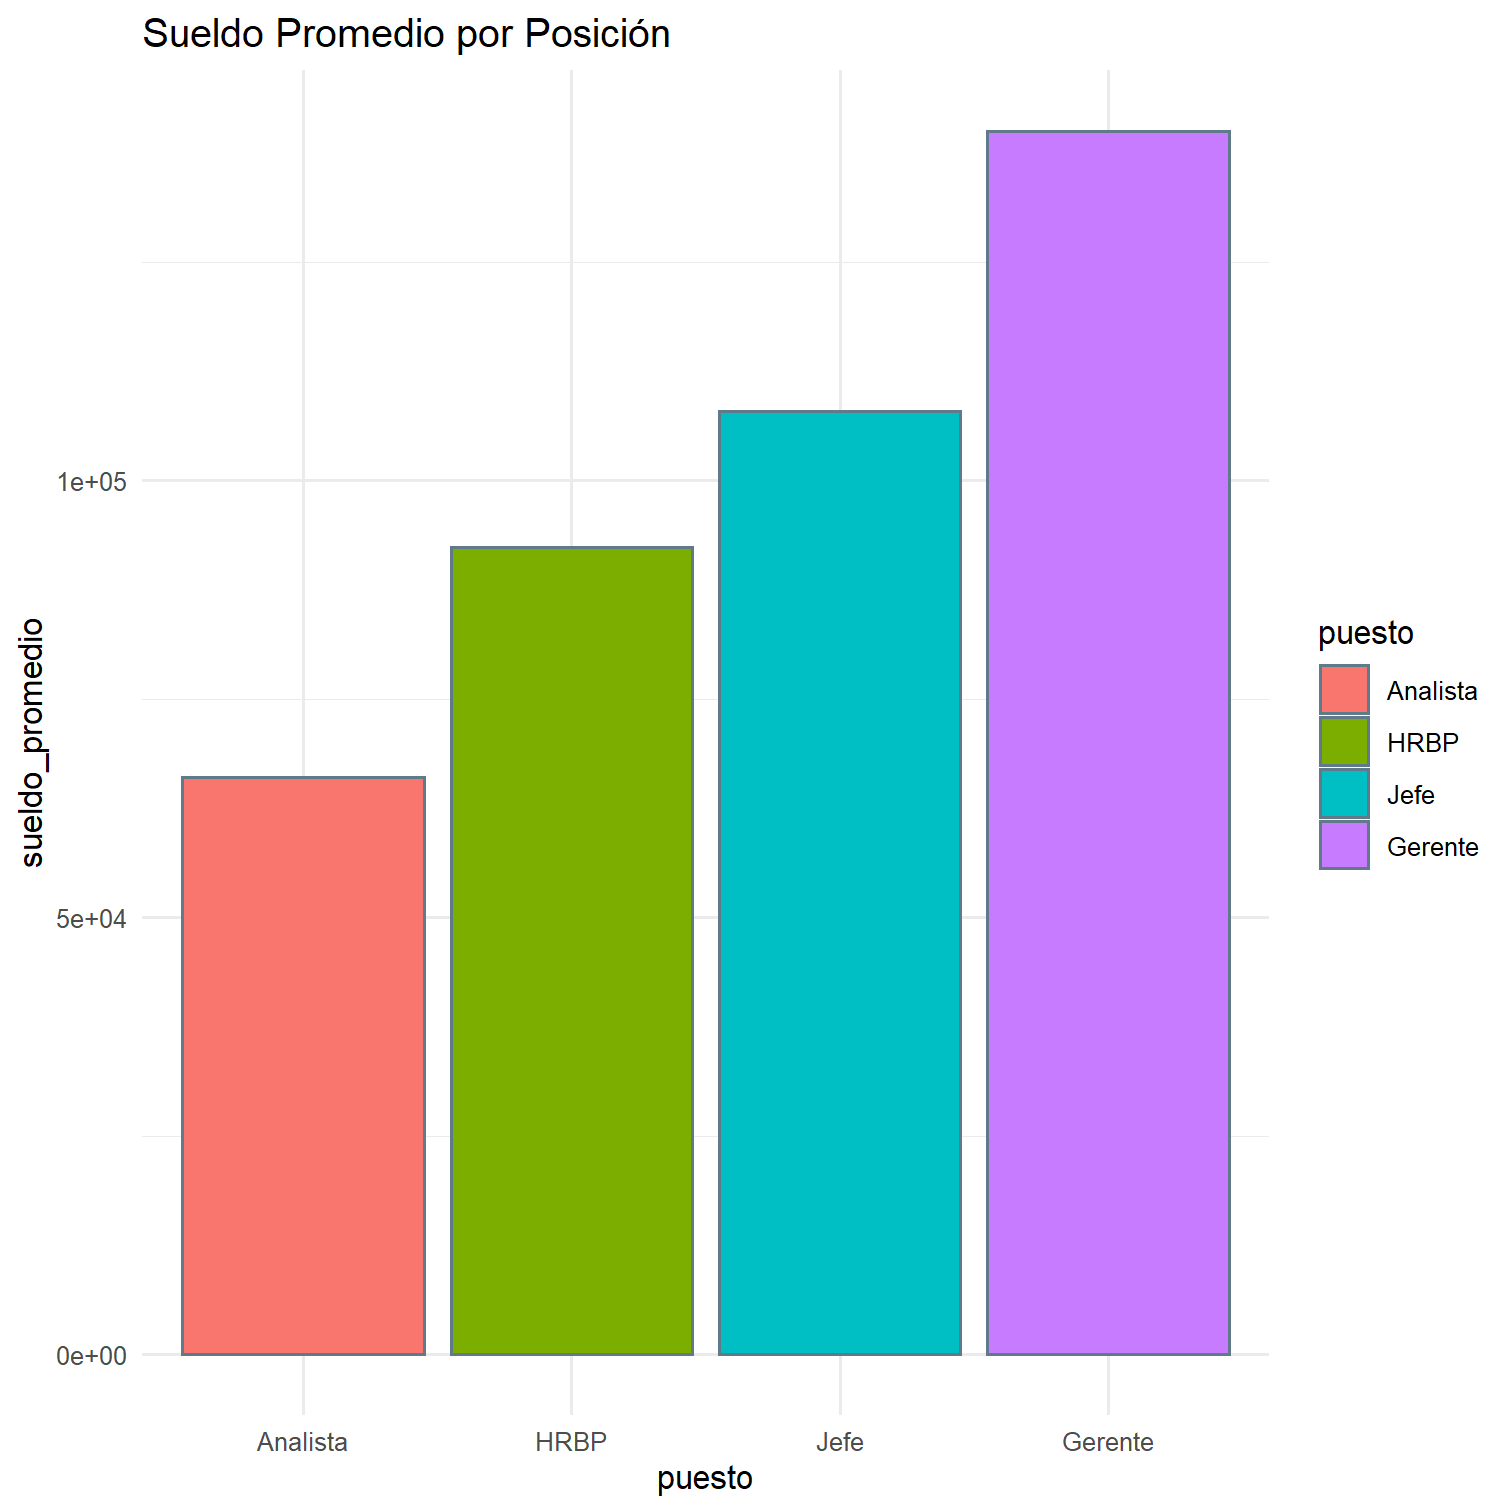 Sueldo Promedio por Posición
sueldo_promedio
1e+05
5e+04
0e+00
Analista
HRBP
Jefe
Gerente
puesto
puesto
Analista
HRBP
Jefe
Gerente